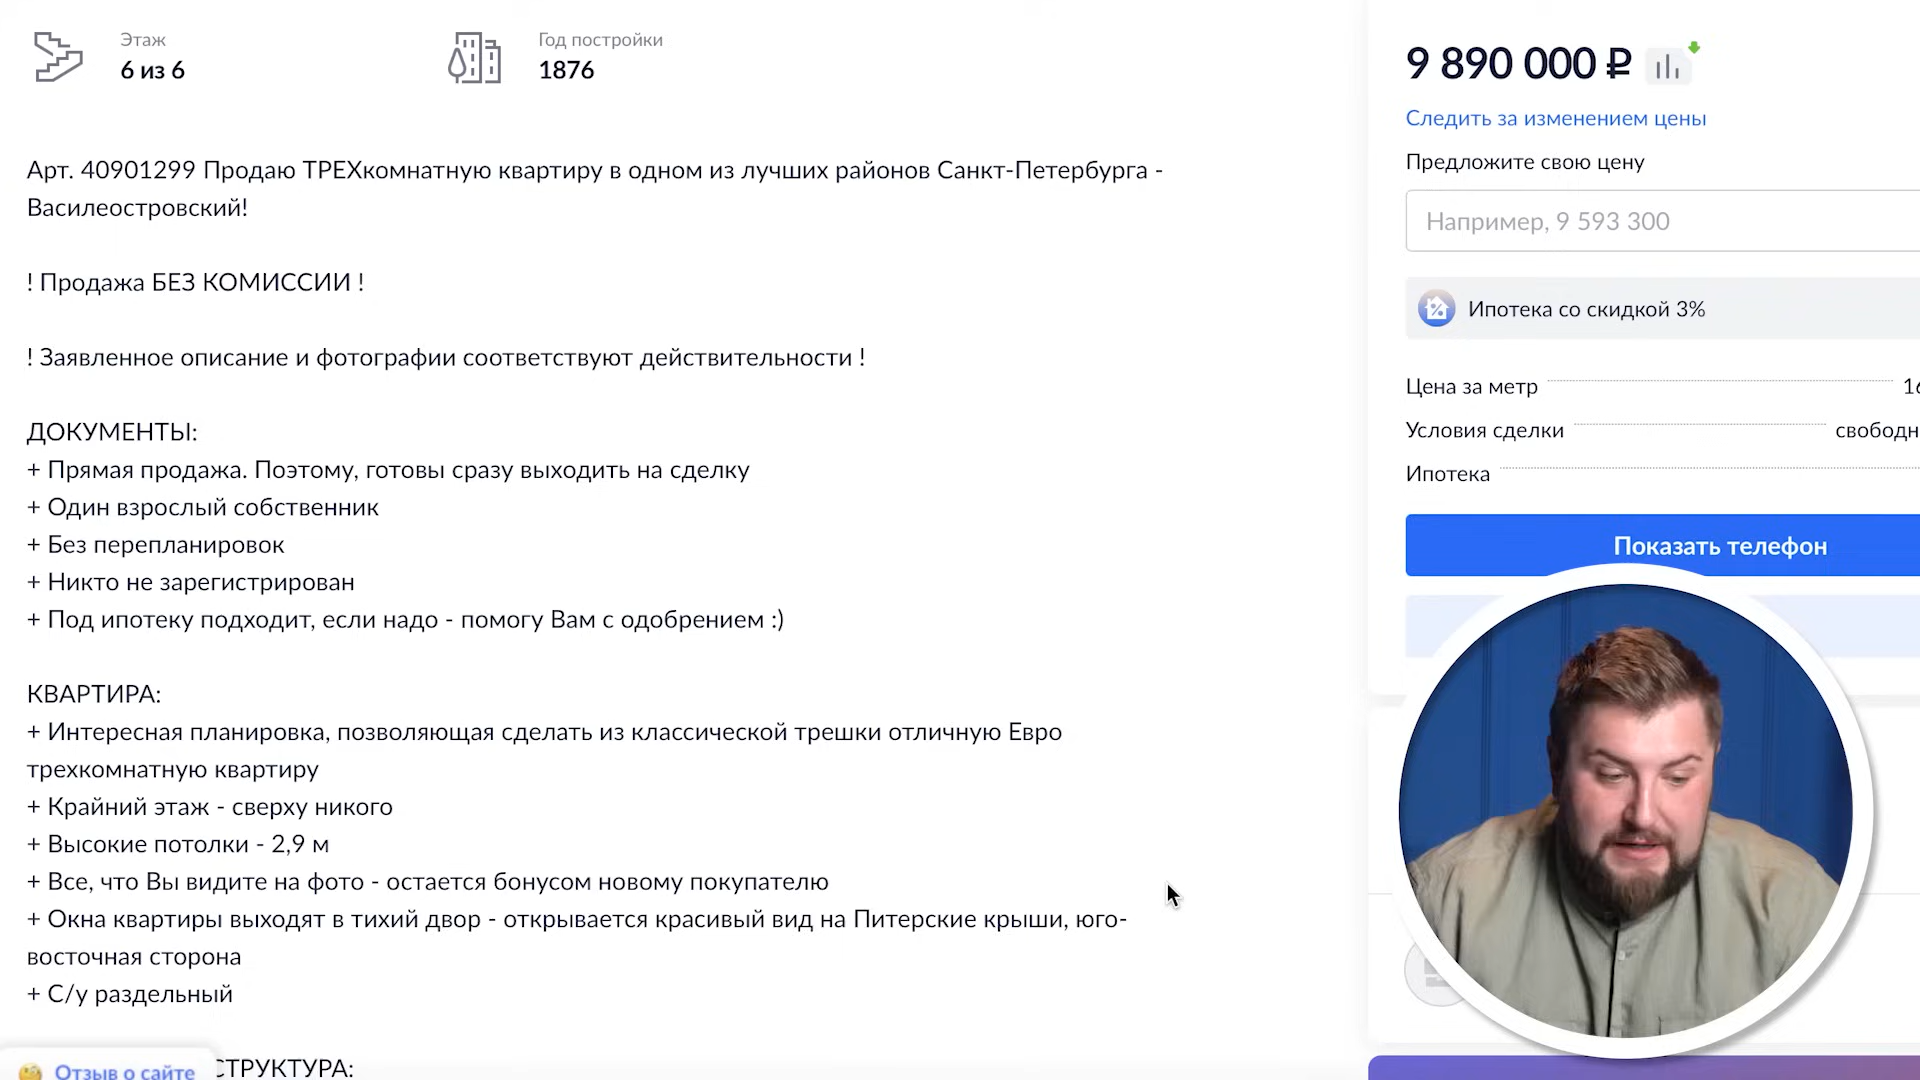 Этаж
6 из 6
Год постройки
1876
Арт. 40901299 Продаю ТРЕХкомнатную квартиру в одном из лучших районов Санкт-Петербурга -
Василеостровский!
! Продажа БЕЗ КОМИССИИ !
! Заявленное описание и фотографии соответствуют действительности !
ДОКУМЕНТЫ:
+ Прямая продажа. Поэтому, готовы сразу выходить на сделку
+ Один взрослый собственник
+ Без перепланировок
+ Никто не зарегистрирован
+ Под ипотеку подходит, если надо - помогу Вам с одобрением :)
КВАРТИРА:
+ Интересная планировка, позволяющая сделать из классической трешки отличную Евро
трехкомнатную квартиру
+ Крайний этаж - сверху никого
+ Высокие потолки - 2,9 м
+ Все, что Вы видите на фото - остается бонусом новому покупателю
+ Окна квартиры выходят в тихий двор - открывается красивый вид на Питерские крыши, юго-
восточная сторона
+ С/у раздельный
СТРУКТУРА:
Отзыв о сайте
9 890 000 ₽
Следить за изменением цены
Предложите свою цену
Например, 9 593 300
Ипотека со скидкой 3%
Цена за метр
Условия сделки свободн
Ипотека
Показать телефон